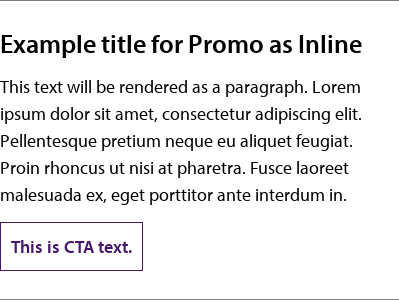 Example title for Promo as Inline
This text will be rendered as a paragraph. Lorem
ipsum dolor sit amet, consectetur adipiscing elit.
Pellentesque pretium neque eu aliquet feugiat.
Proin rhoncus ut nisi at pharetra. Fusce laoreet
malesuada ex, eget porttitor ante interdum in.
This is CTA text.